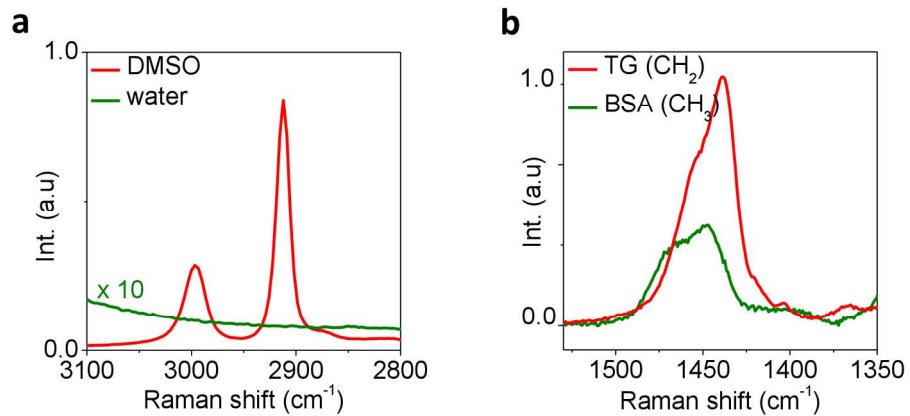 a
1.0
DMSO
water
Int. (a.u)
x 10
0.0
3100 3000 2900 2800
Raman shift (cm⁻¹)
b
1.0
TG (CH₂)
BSA (CH₃)
Int. (a.u)
0.0
1500 1450 1400 1350
Raman shift (cm⁻¹)